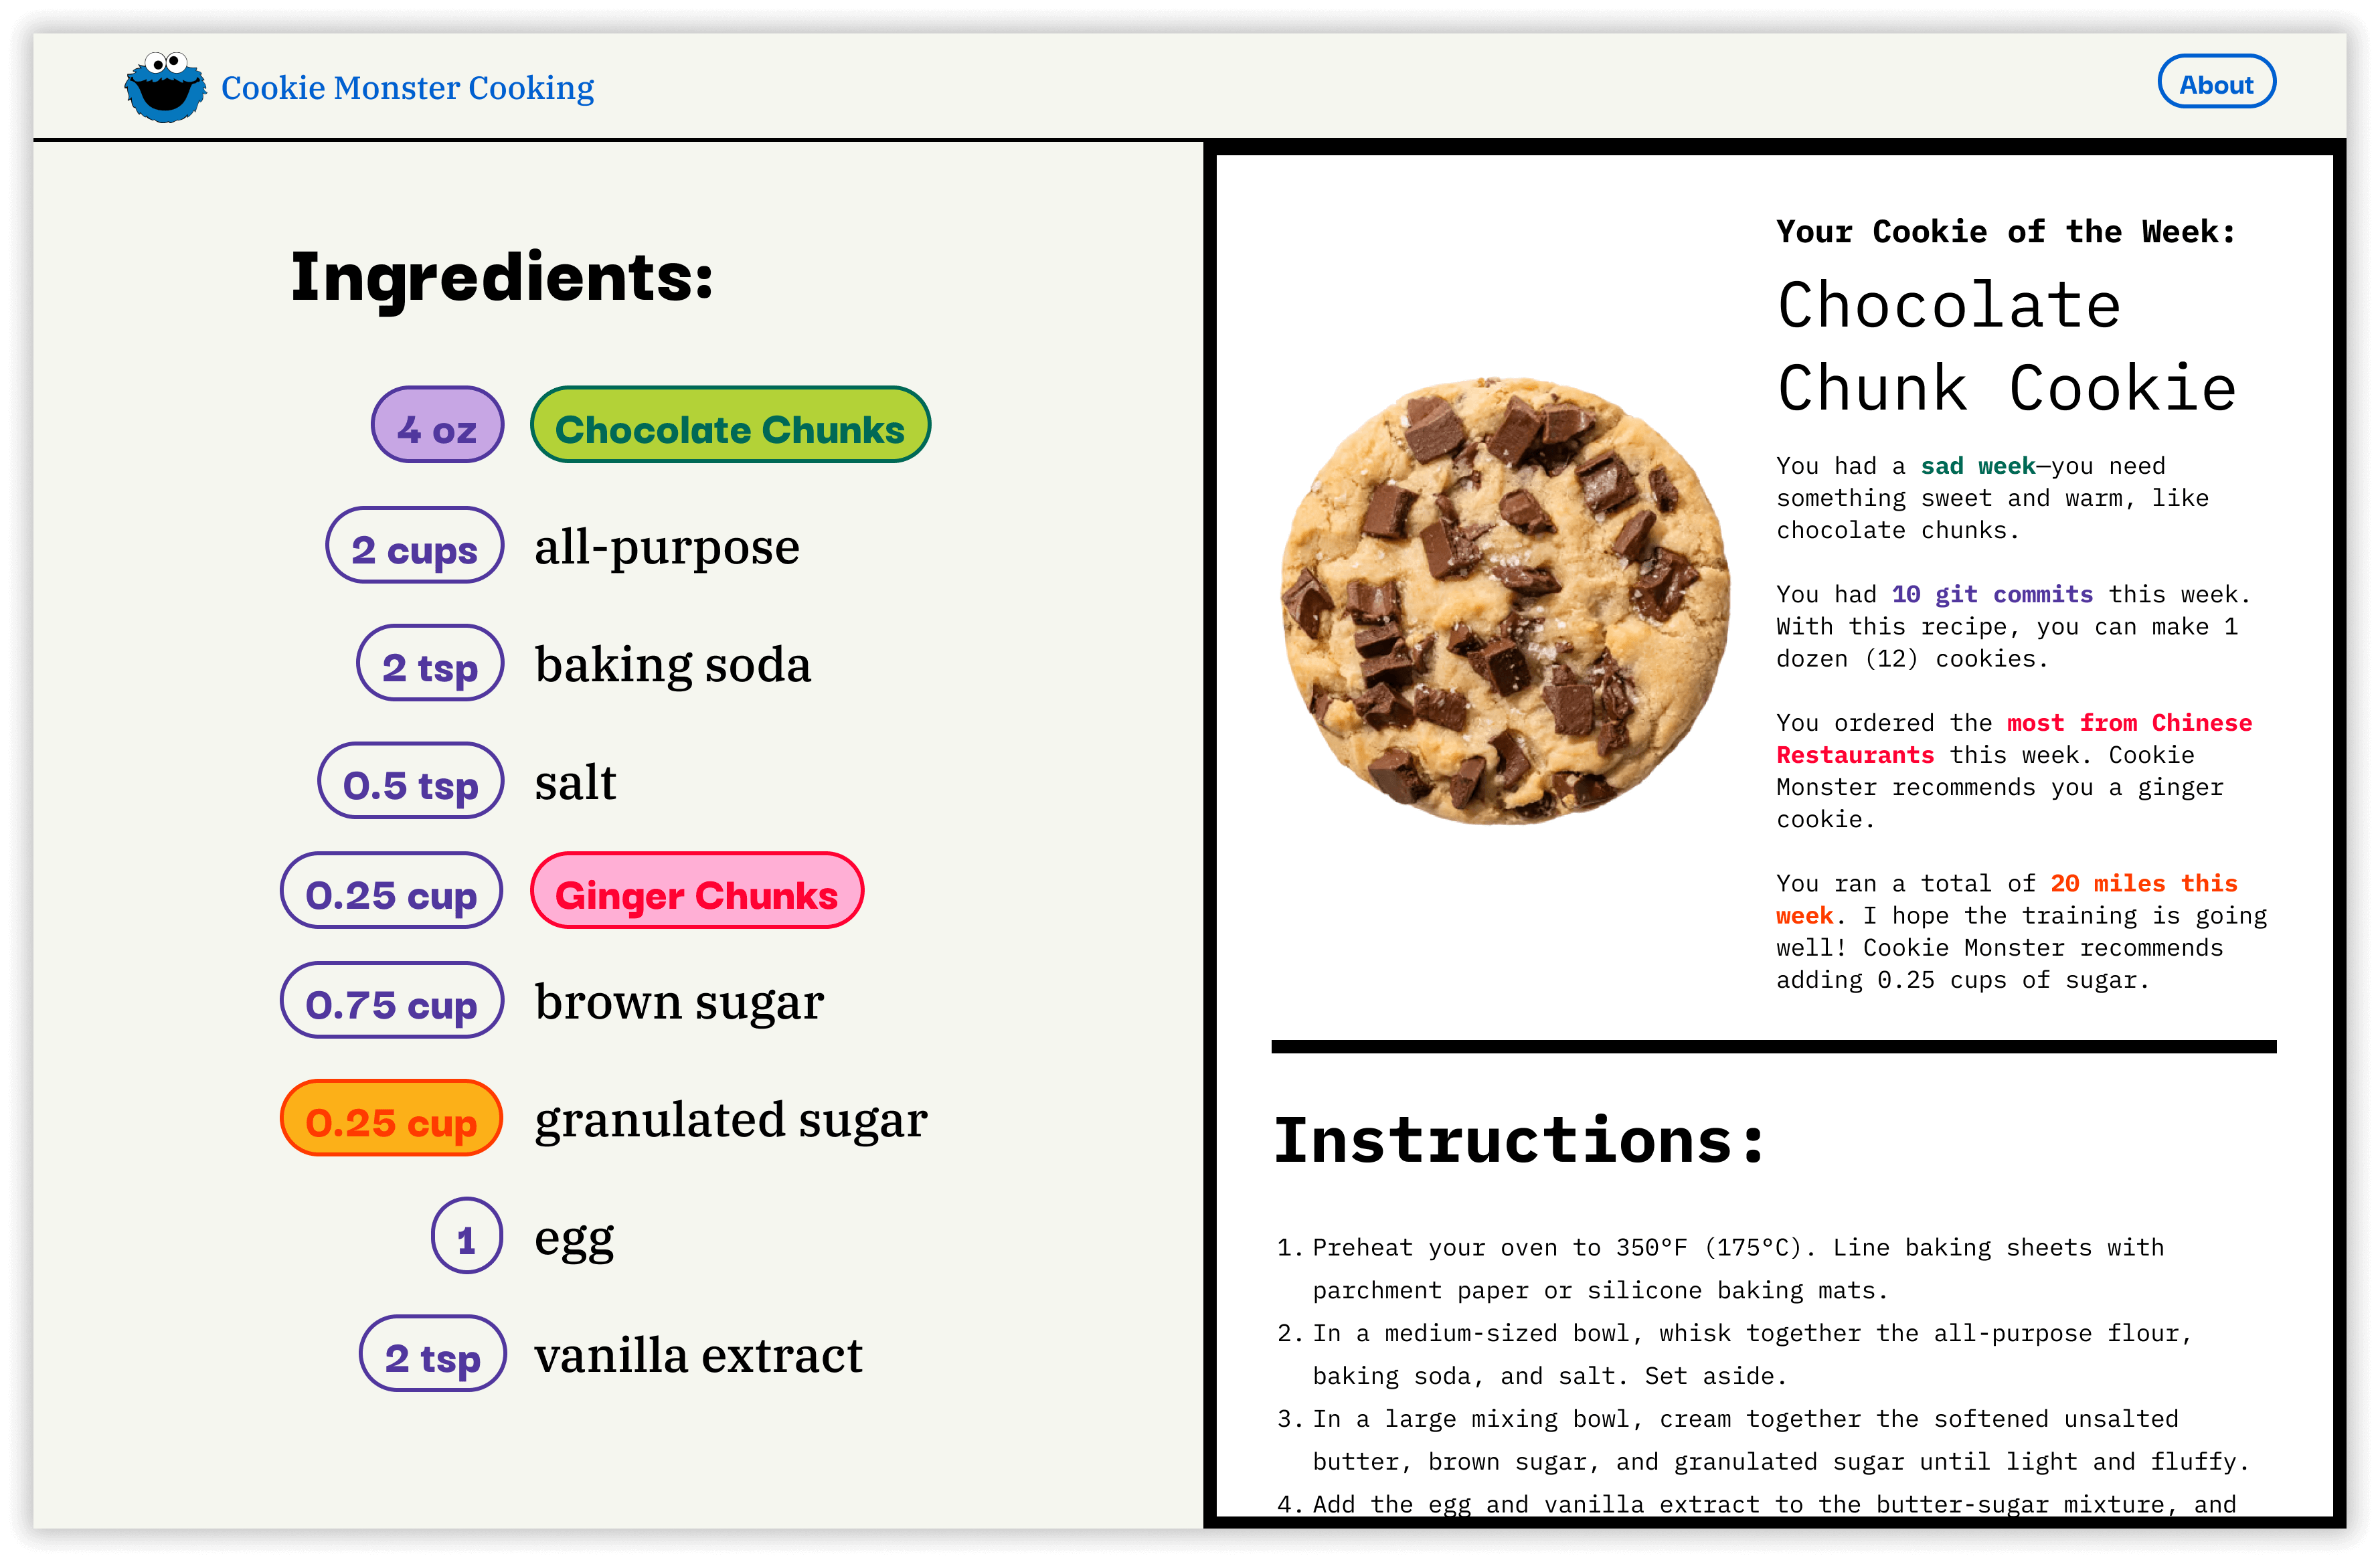 Cookie Monster Cooking
About
Ingredients:
4 oz Chocolate Chunks
2 cups all-purpose
2 tsp baking soda
0.5 tsp salt
0.25 cup Ginger Chunks
0.75 cup brown sugar
0.25 cup granulated sugar
1 egg
2 tsp vanilla extract
Your Cookie of the Week:
Chocolate
Chunk Cookie
You had a sad week—you need
something sweet and warm, like
chocolate chunks.
You had 10 git commits this week.
With this recipe, you can make 1
dozen (12) cookies.
You ordered the most from Chinese
Restaurants this week. Cookie
Monster recommends you a ginger
cookie.
You ran a total of 20 miles this
week. I hope the training is going
well! Cookie Monster recommends
adding 0.25 cups of sugar.
Instructions:
1. Preheat your oven to 350°F (175°C). Line baking sheets with
parchment paper or silicone baking mats.
2. In a medium-sized bowl, whisk together the all-purpose flour,
baking soda, and salt. Set aside.
3. In a large mixing bowl, cream together the softened unsalted
butter, brown sugar, and granulated sugar until light and fluffy.
4. Add the egg and vanilla extract to the butter-sugar mixture, and